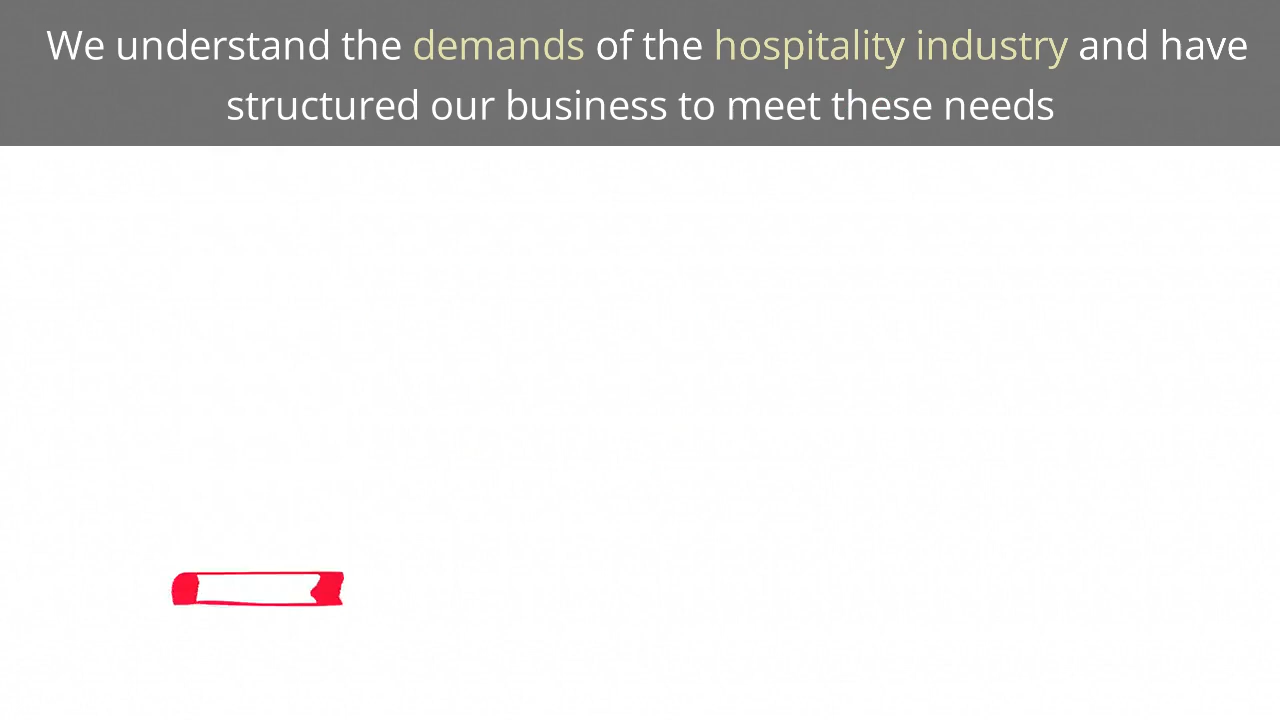 We understand the demands of the hospitality industry and have
structured our business to meet these needs